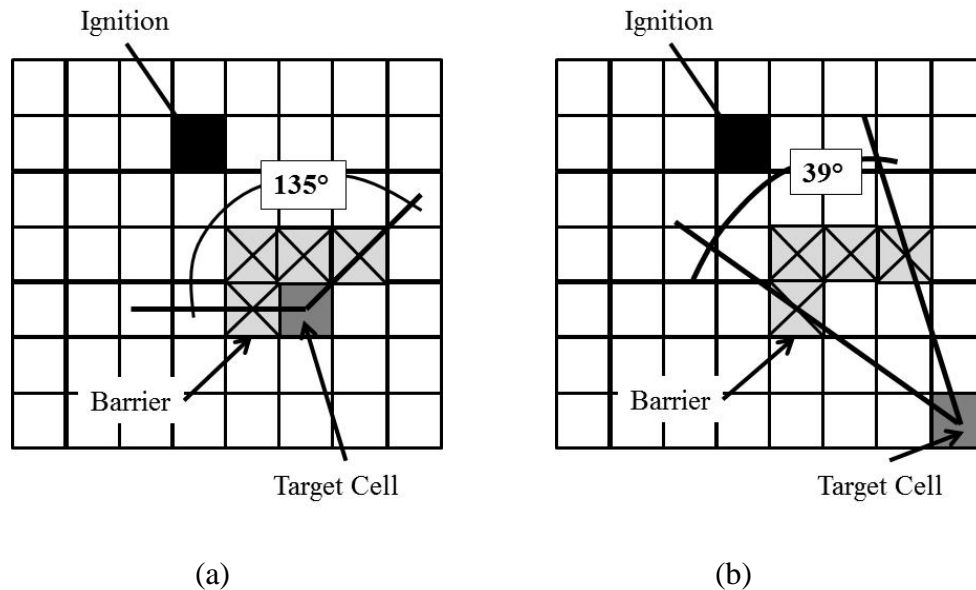 Ignition
135°
Barrier
Target Cell
(a)
Ignition
39°
Barrier
Target Cell
(b)